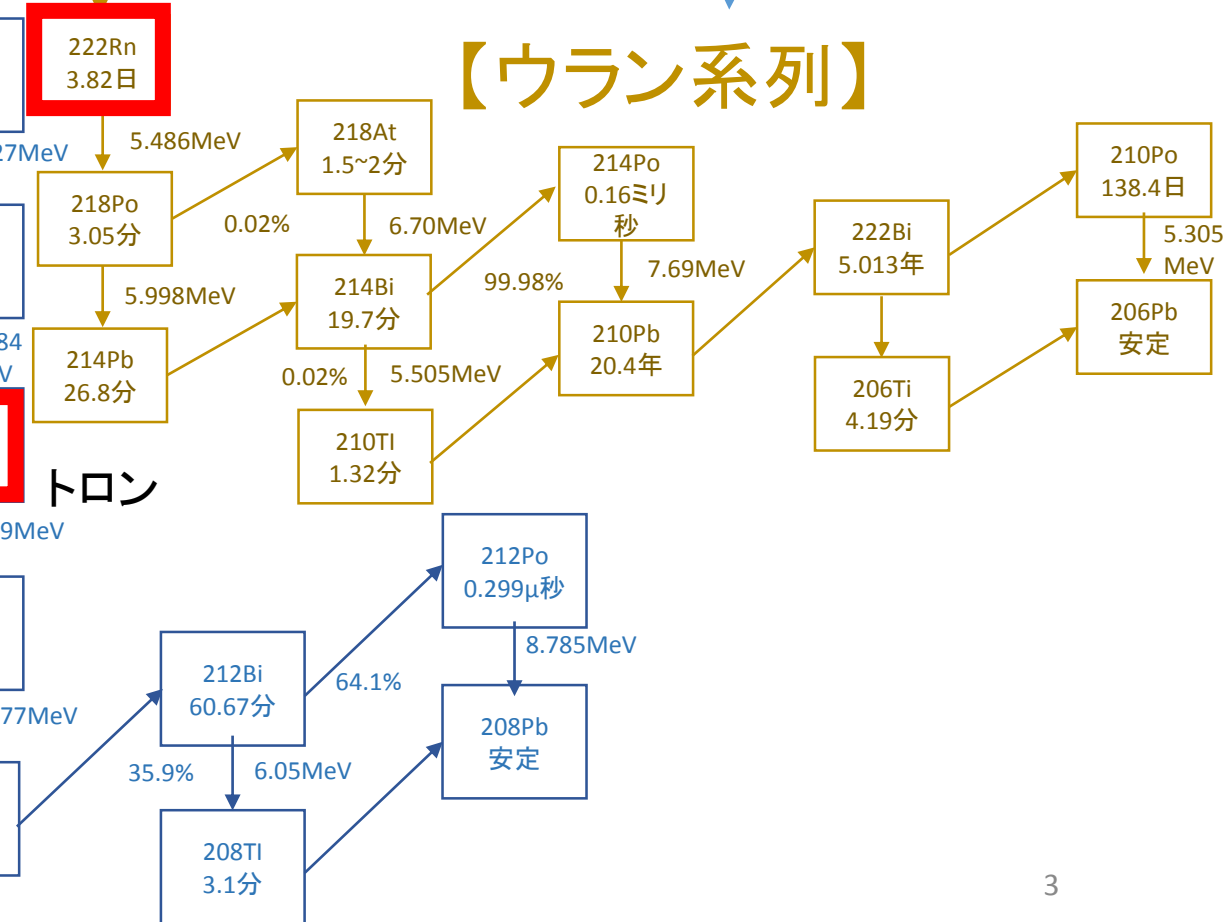 【ウラン系列】
222Rn
3.82日
27MeV
5.486MeV
218Po
3.05分
0.02%
218At
1.5~2分
6.70MeV
5.998MeV
214Pb
26.8分
214Bi
19.7分
99.98%
0.02%
5.505MeV
210TI
1.32分
214Po
0.16ミリ
秒
7.69MeV
210Pb
20.4年
222Bi
5.013年
206Ti
4.19分
210Po
138.4日
5.305
MeV
206Pb
安定
84
V
トロン
9MeV
77MeV
212Bi
60.67分
64.1%
35.9%
6.05MeV
208TI
3.1分
212Po
0.299µ秒
8.785MeV
208Pb
安定
3